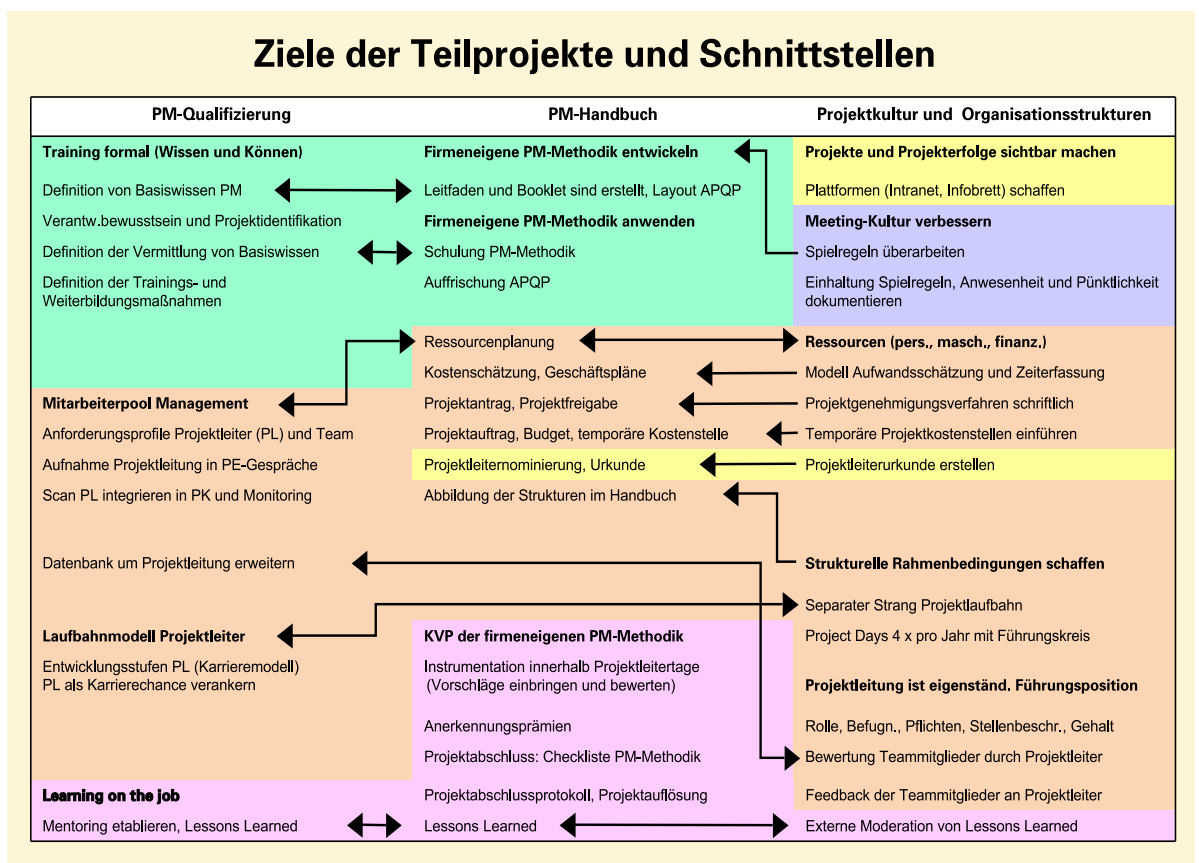 Ziele der Teilprojekte und Schnittstellen
PM-Qualifizierung
Training formal (Wissen und Können)
Definition von Basiswissen PM
Verantw.bewusstsein und Projektidentifikation
Definition der Vermittlung von Basiswissen
Definition der Trainings- und
Weiterbildungsmaßnahmen
Mitarbeiterpool Management
Anforderungsprofile Projektleiter (PL) und Team
Aufnahme Projektleitung in PE-Gespräche
Scan PL integrieren in PK und Monitoring
Datenbank um Projektleitung erweitern
Laufbahnmodell Projektleiter
Entwicklungsstufen PL (Karrieremodell)
PL als Karrierechance verankern
Learning on the job
Mentoring etablieren, Lessons Learned
PM-Handbuch
Firmeneigene PM-Methodik entwickeln
Leitfaden und Booklet sind erstellt, Layout APQP
Firmeneigene PM-Methodik anwenden
Schulung PM-Methodik
Auffrischung APQP
Ressourcenplanung
Kostenschätzung, Geschäftspläne
Projektantrag, Projektfreigabe
Projektauftrag, Budget, temporäre Kostenstelle
Projektleiternominierung, Urkunde
Abbildung der Strukturen im Handbuch
KVP der firmeneigenen PM-Methodik
Instrumentation innerhalb Projektleitertage
(Vorschläge einbringen und bewerten)
Anerkennungsprämien
Projektabschluss: Checkliste PM-Methodik
Projektabschlussprotokoll, Projektauflösung
Lessons Learned
Projektkultur und Organisationsstrukturen
Projekte und Projekterfolge sichtbar machen
Plattformen (Intranet, Infobrett) schaffen
Meeting-Kultur verbessern
Spielregeln überarbeiten
Einhaltung Spielregeln, Anwesenheit und Pünktlichkeit
dokumentieren
Ressourcen (pers., masch., finanz.)
Modell Aufwandsschätzung und Zeiterfassung
Projektgenehmigungsverfahren schriftlich
Temporäre Projektkostenstellen einführen
Projektleiterurkunde erstellen
Strukturelle Rahmenbedingungen schaffen
Separater Strang Projektlaufbahn
Project Days 4 x pro Jahr mit Führungskreis
Projektleitung ist eigenständ. Führungsposition
Rolle, Befugn., Pflichten, Stellenbeschr., Gehalt
Bewertung Teammitglieder durch Projektleiter
Feedback der Teammitglieder an Projektleiter
Externe Moderation von Lessons Learned